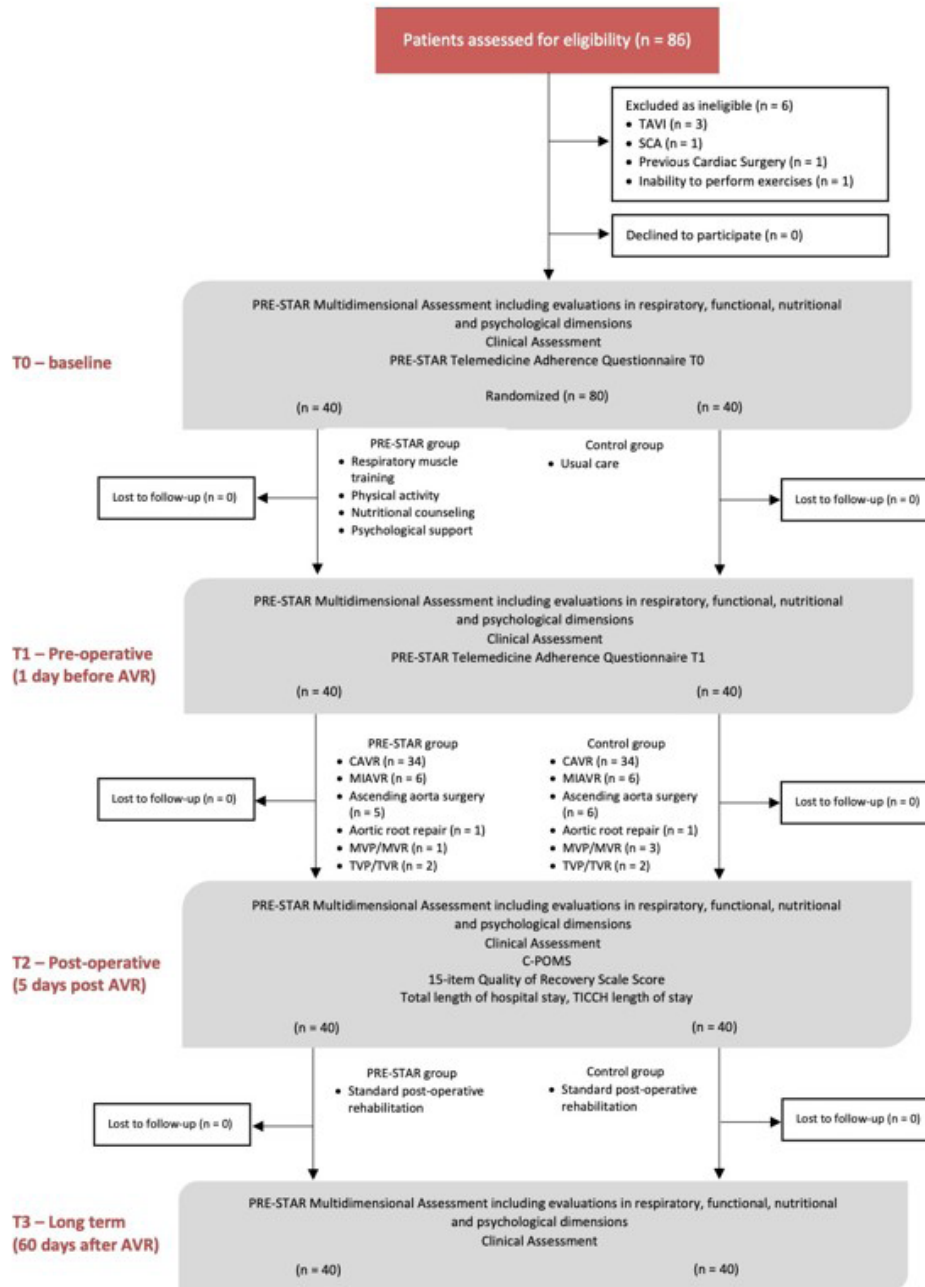 Patients assessed for eligibility (n = 86)
Excluded as ineligible (n = 6)
• TAVI (n = 3)
• SCA (n = 1)
• Previous Cardiac Surgery (n = 1)
• Inability to perform exercises (n = 1)
Declined to participate (n = 0)
T0 – baseline
PRE-STAR Multidimensional Assessment including evaluations in respiratory, functional, nutritional
and psychological dimensions
Clinical Assessment
PRE-STAR Telemedicine Adherence Questionnaire T0
Randomized (n = 80)
(n = 40)
(n = 40)
Lost to follow-up (n = 0)
PRE-STAR group
• Respiratory muscle
training
• Physical activity
• Nutritional counseling
• Psychological support
Control group
• Usual care
Lost to follow-up (n = 0)
T1 – Pre-operative
(1 day before AVR)
PRE-STAR Multidimensional Assessment including evaluations in respiratory, functional, nutritional
and psychological dimensions
Clinical Assessment
PRE-STAR Telemedicine Adherence Questionnaire T1
(n = 40)
(n = 40)
Lost to follow-up (n = 0)
PRE-STAR group
• CAVR (n = 34)
• MIAVR (n = 6)
• Ascending aorta surgery
(n = 5)
• Aortic root repair (n = 1)
• MVP/MVR (n = 1)
• TVP/TVR (n = 2)
Control group
• CAVR (n = 34)
• MIAVR (n = 6)
• Ascending aorta surgery
(n = 6)
• Aortic root repair (n = 1)
• MVP/MVR (n = 3)
• TVP/TVR (n = 2)
Lost to follow-up (n = 0)
T2 – Post-operative
(5 days post AVR)
PRE-STAR Multidimensional Assessment including evaluations in respiratory, functional, nutritional
and psychological dimensions
Clinical Assessment
C-POMS
15-item Quality of Recovery Scale Score
Total length of hospital stay, TICCH length of stay
(n = 40)
(n = 40)
Lost to follow-up (n = 0)
PRE-STAR group
• Standard post-operative
rehabilitation
Control group
• Standard post-operative
rehabilitation
Lost to follow-up (n = 0)
T3 – Long term
(60 days after AVR)
PRE-STAR Multidimensional Assessment including evaluations in respiratory, functional, nutritional
and psychological dimensions
Clinical Assessment
(n = 40)
(n = 40)